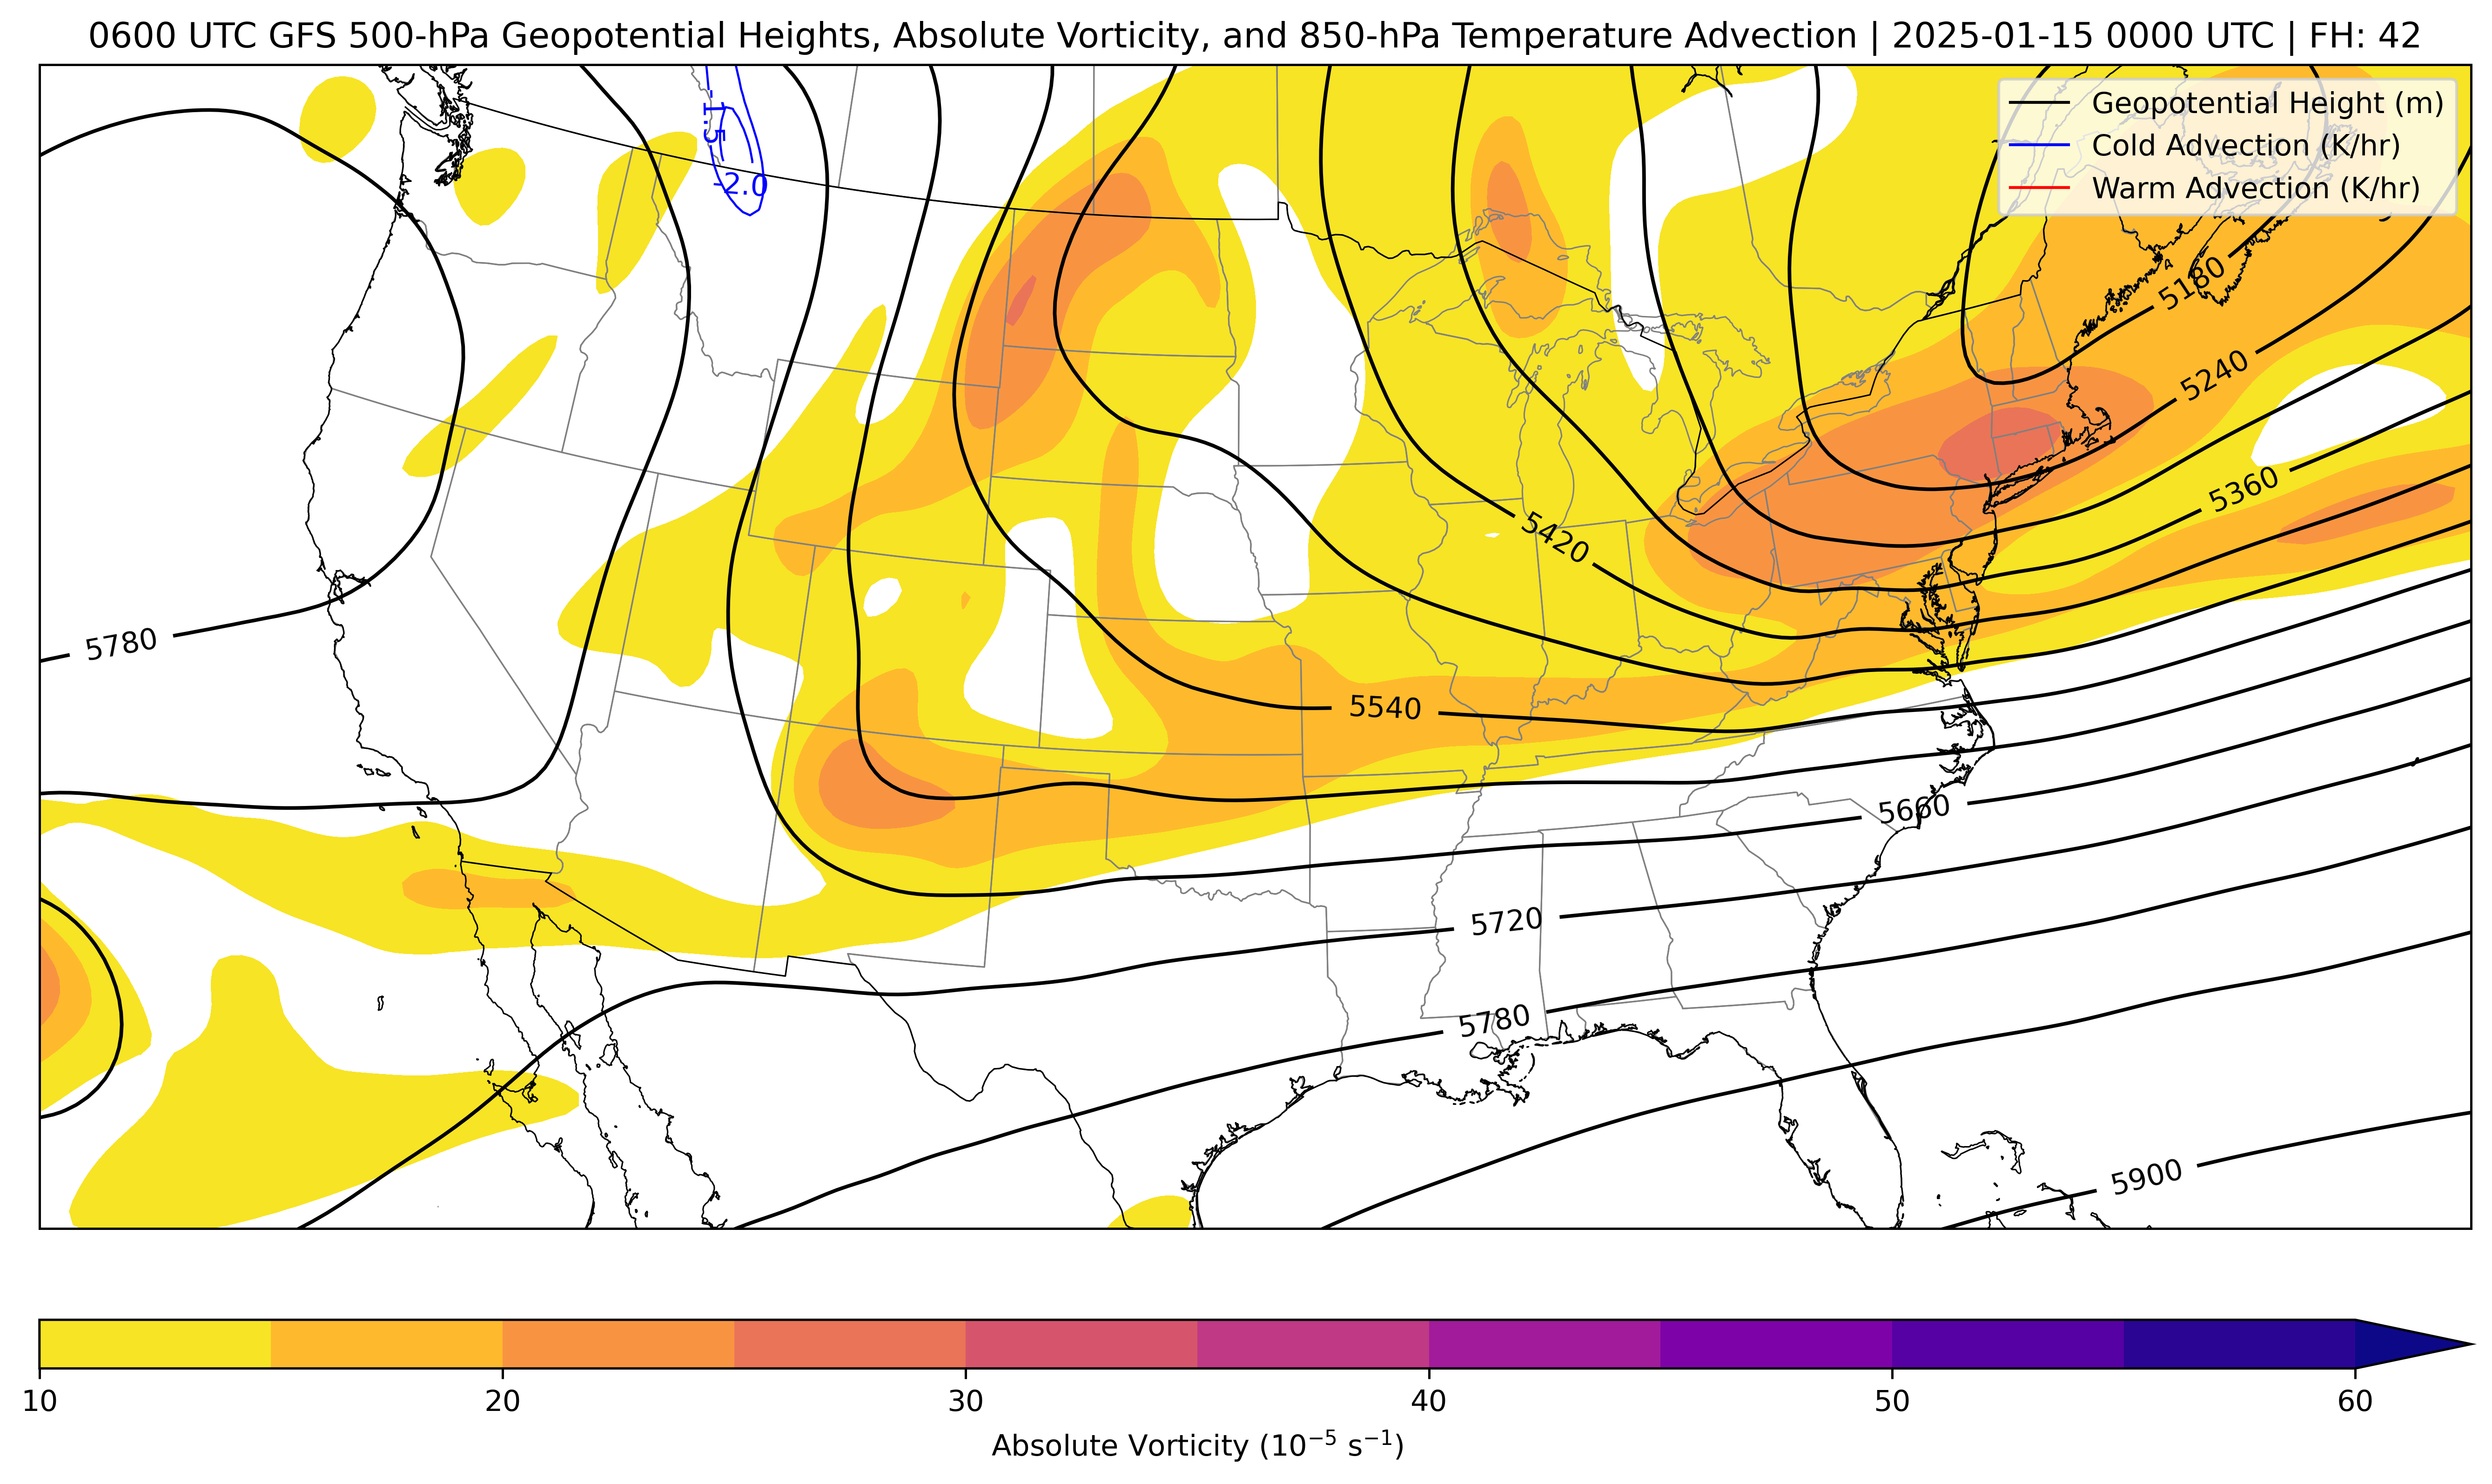 0600 UTC GFS 500-hPa Geopotential Heights, Absolute Vorticity, and 850-hPa Temperature Advection | 2025-01-15 0000 UTC | FH: 42
Geopotential Height (m)
Cold Advection (K/hr)
Warm Advection (K/hr)
-1.5
-2.0
5180
5240
5360
5420
5780
5540
5660
5720
5780
5900
10 20 30 40 50 60
Absolute Vorticity (10⁻⁵ s⁻¹)